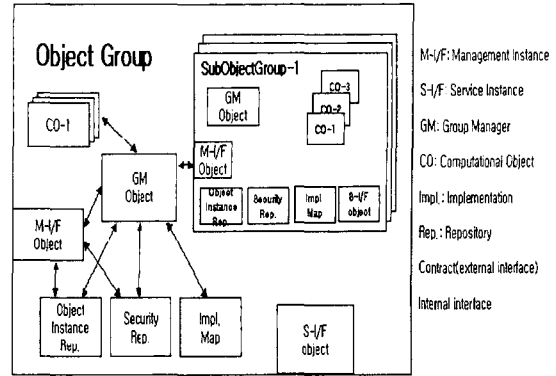 Object Group
SubObjectGroup-1
GM
Object
CO-3
CO-2
CO-1
CO-1
M-I/F
Object
GM
Object
Object
Instance
Rep.
Security
Rep.
Impl
Map
S-I/F
object
M-I/F
Object
Object
Instance
Rep.
Security
Rep.
Impl,
Map
S-I/F
object
M-I/F: Management Instance
S-I/F: Service Instance
GM: Group Manager
CO: Computational Object
Impl.: Implementation
Rep.: Repository
Contract(external interface)
Internal interface